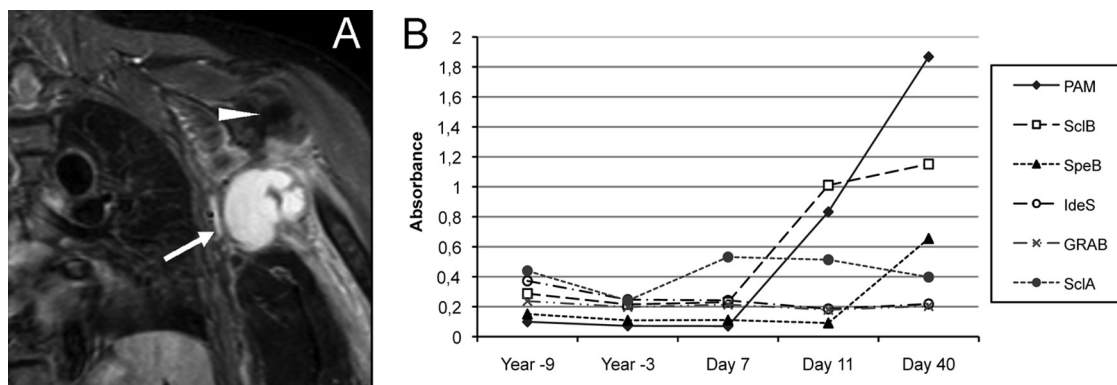 A
B
Absorbance
2
1,8
1,6
1,4
1,2
1
0,8
0,6
0,4
0,2
0
Year -9
Year -3
Day 7
Day 11
Day 40
PAM
SclB
SpeB
IdeS
GRAB
SclA